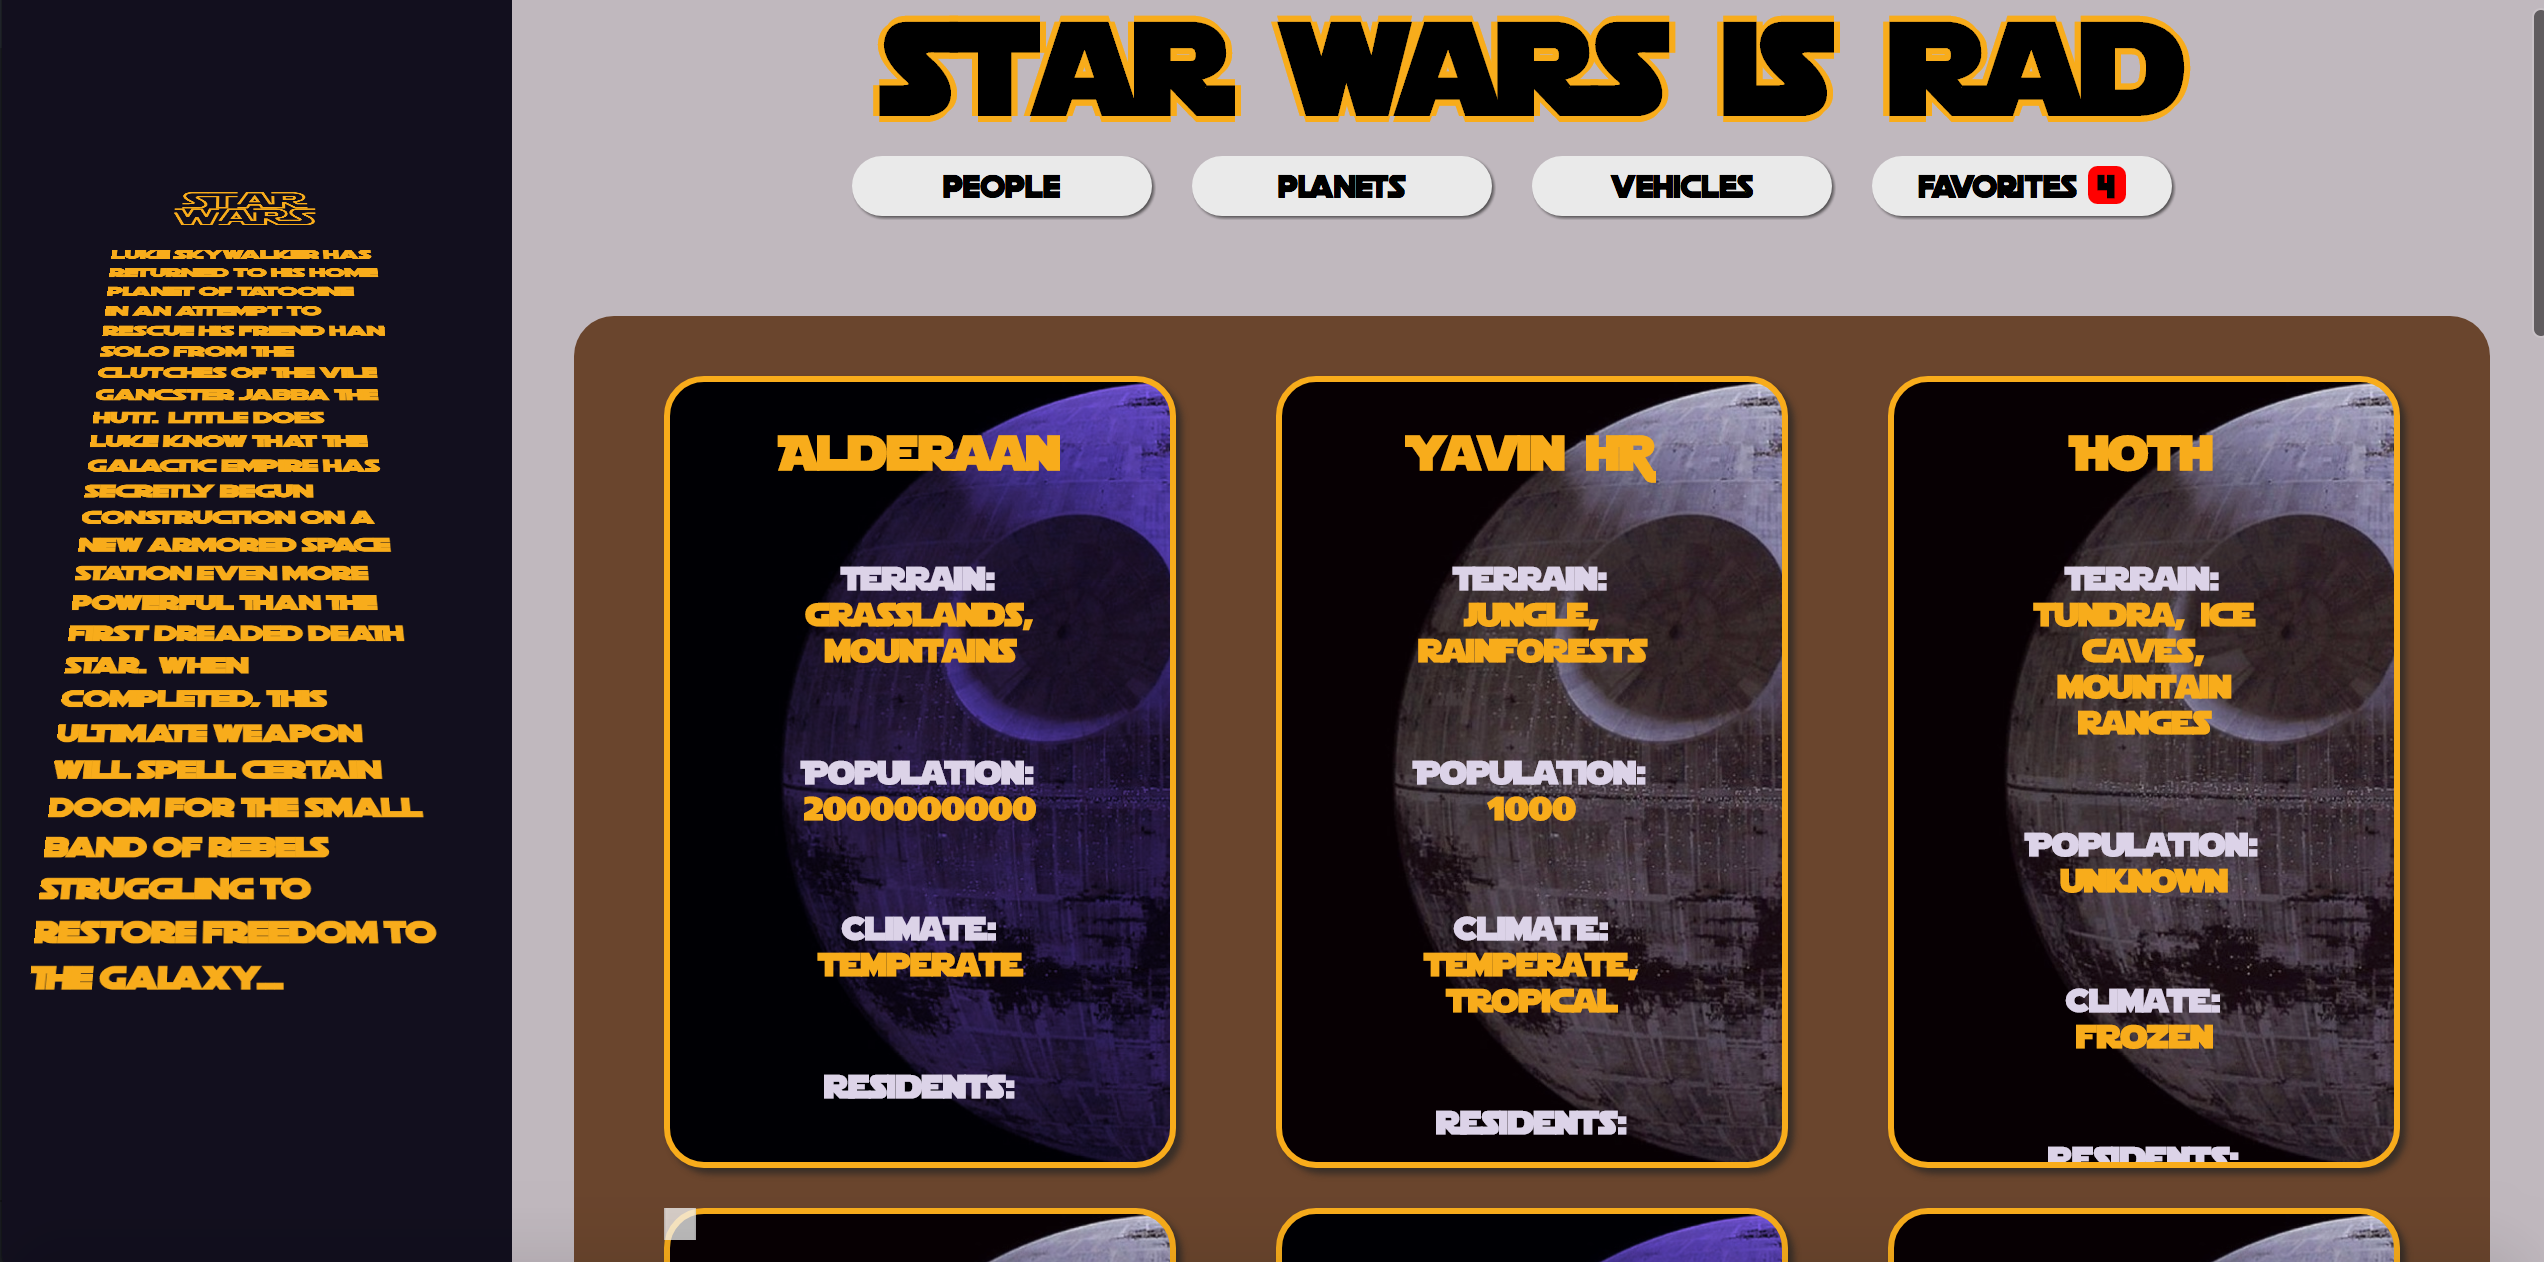 STAR
WARS
LUKE SKYWALKER HAS
RETURNED TO HIS HOME
PLANET OF TATOOINE
IN AN ATTEMPT TO
RESCUE HIS FRIEND HAN
SOLO FROM THE
CLUTCHES OF THE VILE
GANGSTER JABBA THE
HUTT. LITTLE DOES
LUKE KNOW THAT THE
GALACTIC EMPIRE HAS
SECRETLY BEGUN
CONSTRUCTION ON A
NEW ARMORED SPACE
STATION EVEN MORE
POWERFUL THAN THE
FIRST DREADED DEATH
STAR. WHEN
COMPLETED, THIS
ULTIMATE WEAPON
WILL SPELL CERTAIN
DOOM FOR THE SMALL
BAND OF REBELS
STRUGGLING TO
RESTORE FREEDOM TO
THE GALAXY...
STAR WARS IS RAD
PEOPLE
PLANETS
VEHICLES
FAVORITES 4
ALDERAAN
TERRAIN:
GRASSLANDS,
MOUNTAINS
POPULATION:
2000000000
CLIMATE:
TEMPERATE
RESIDENTS:
YAVIN HR
TERRAIN:
JUNGLE,
RAINFORESTS
POPULATION:
1000
CLIMATE:
TEMPERATE,
TROPICAL
RESIDENTS:
HOTH
TERRAIN:
TUNDRA, ICE
CAVES,
MOUNTAIN
RANGES
POPULATION:
UNKNOWN
CLIMATE:
FROZEN
RESIDENTS: